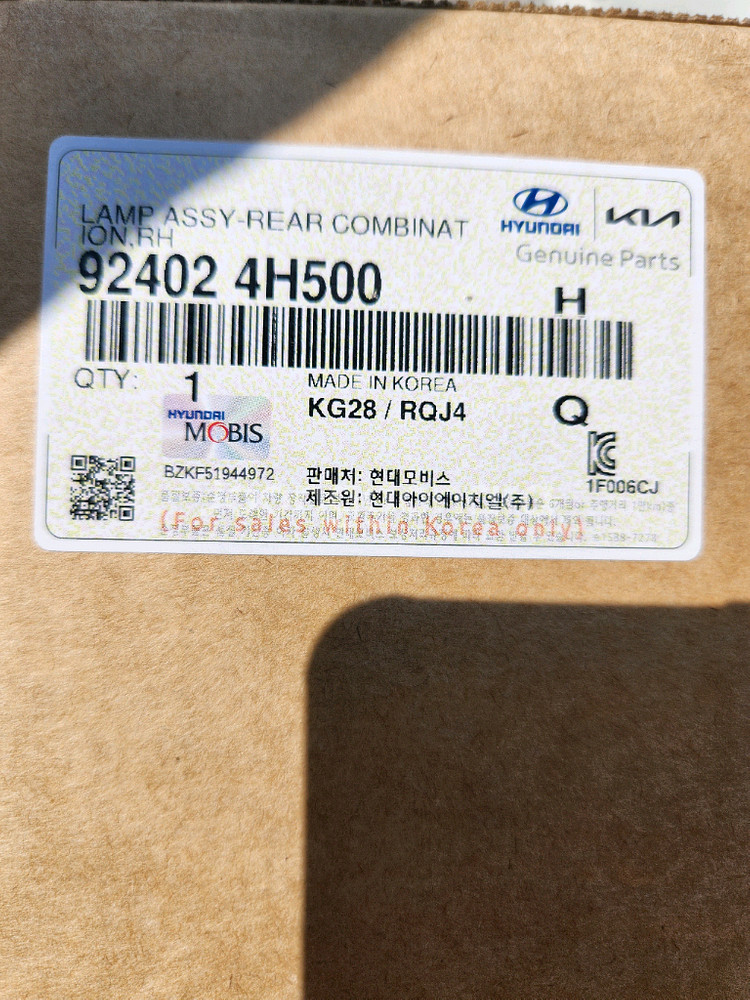 LAMP ASSY-REAR COMBINAT
ION,RH
HYUNDAI
KIA
Genuine Parts
92402 4H500
H
QTY: 1
MADE IN KOREA
KG28 / RQJ4
Q
HYUNDAI
MOBIS
BZKF51944972
판매처: 현대모비스
제조원: 현대아이에이치엘(주)
1F006CJ
(For sales within Korea only)